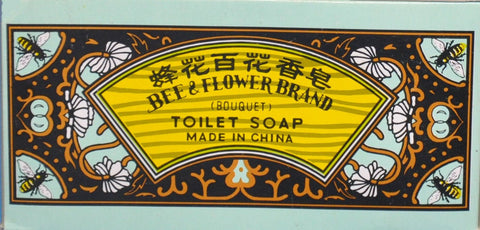 蜂花百花香皂
BEE & FLOWER BRAND
(BOUQUET)
TOILET SOAP
MADE IN CHINA